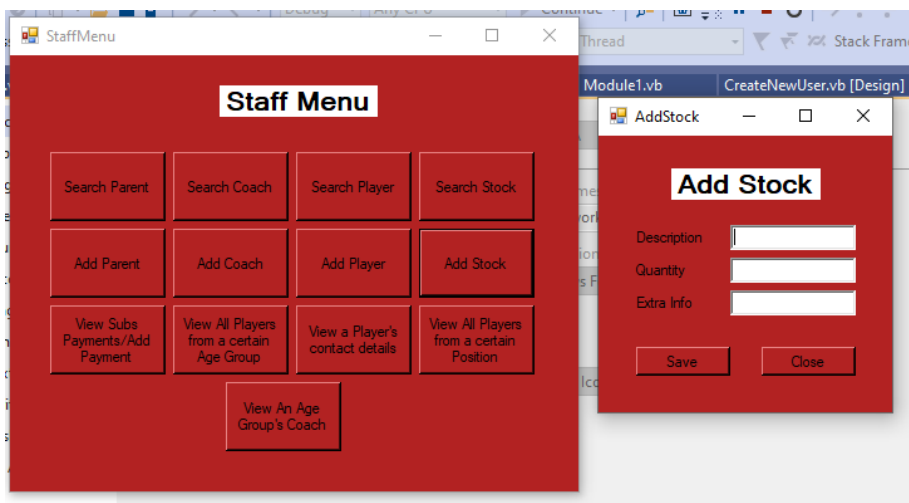 Debug
Any CPU
Continue
StaffMenu
Thread
Stack Fram
Module1.vb
CreateNewUser.vb [Design]
Staff Menu
AddStock
Add Stock
Search Parent
Search Coach
Search Player
Search Stock
Description
Quantity
Extra Info
Add Parent
Add Coach
Add Player
Add Stock
View Subs
Payments/Add
Payment
View All Players
from a certain
Age Group
View a Player's
contact details
View All Players
from a certain
Position
Save
Close
View An Age
Group's Coach